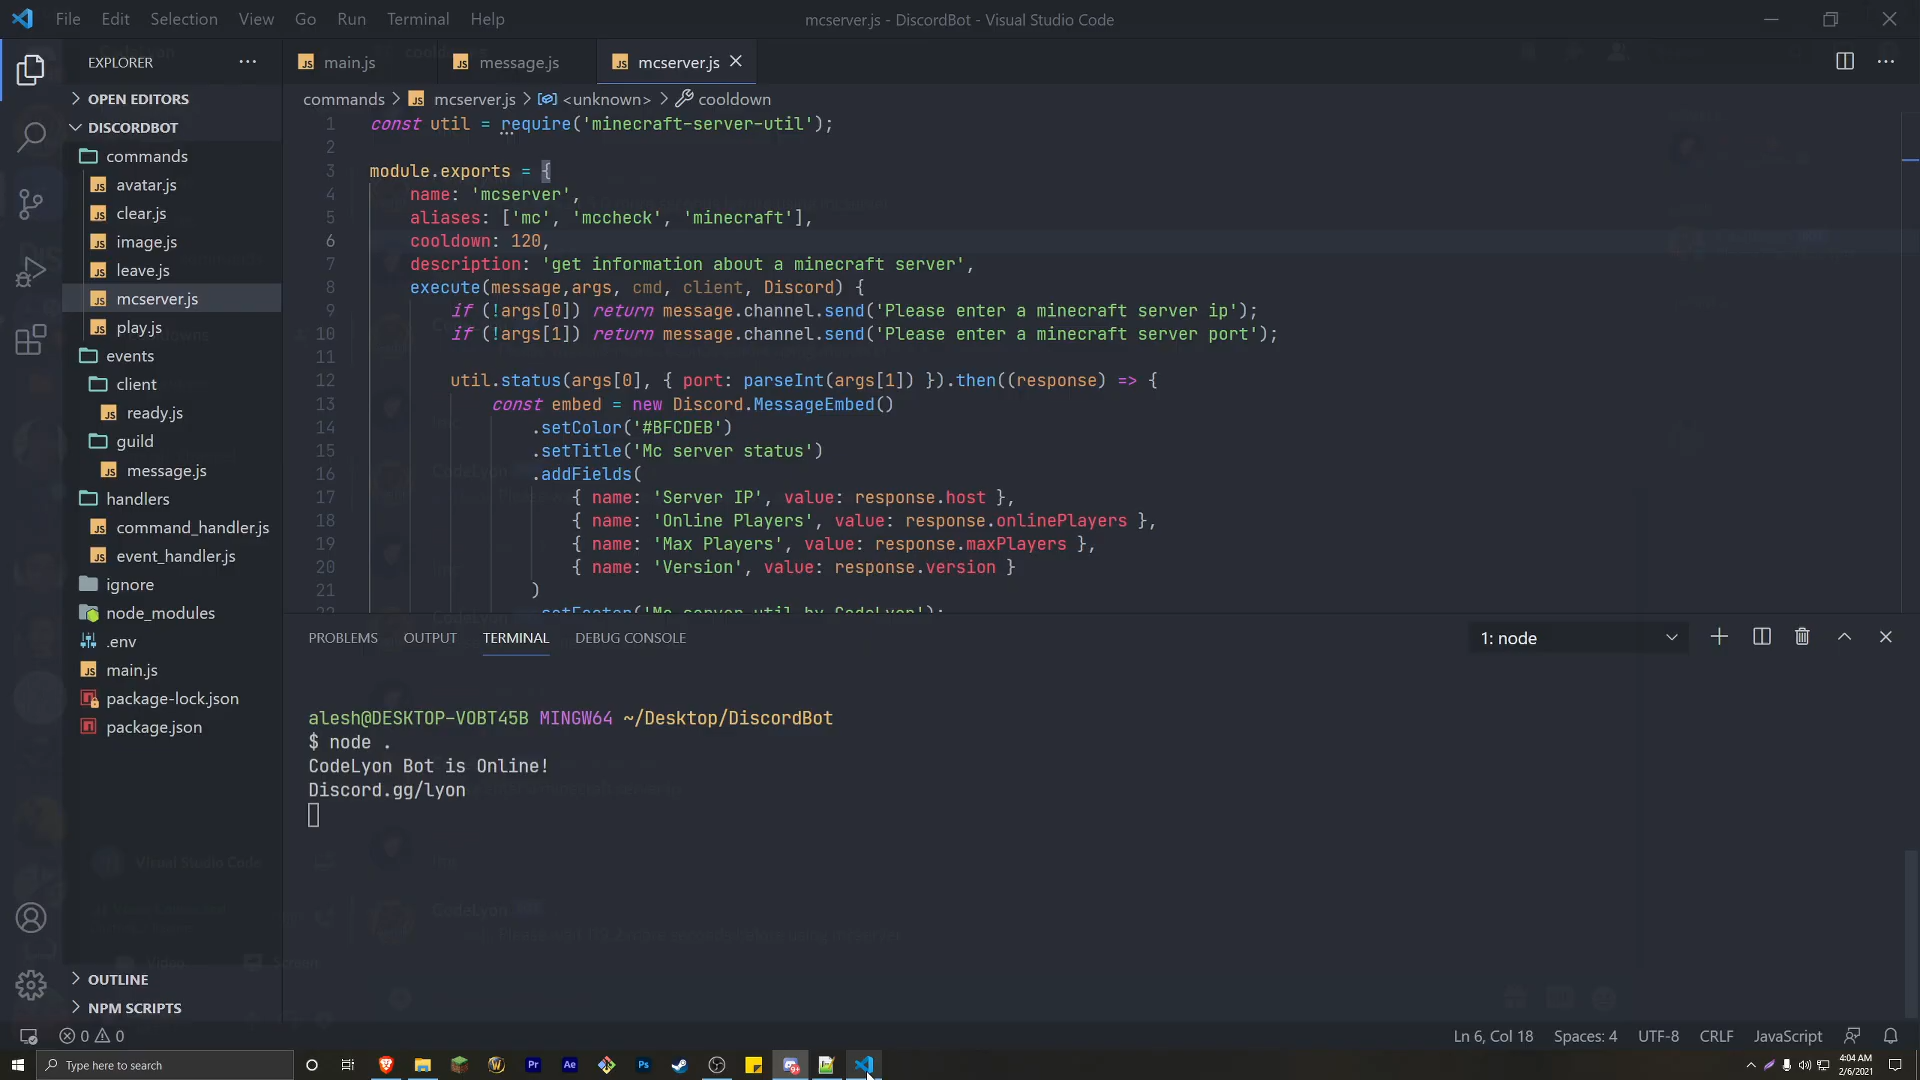 File Edit Selection View Go Run Terminal Help
mcserver.js - DiscordBot - Visual Studio Code
EXPLORER
main.js
message.js
mcserver.js
OPEN EDITORS
DISCORDBOT
commands
avatar.js
clear.js
image.js
leave.js
mcserver.js
play.js
events
client
ready.js
guild
message.js
handlers
command_handler.js
event_handler.js
ignore
node_modules
.env
main.js
package-lock.json
package.json
OUTLINE
NPM SCRIPTS
commands > mcserver.js > <unknown> > cooldown
1 const util = require('minecraft-server-util');
2
3 module.exports = {
4 name: 'mcserver',
5 aliases: ['mc', 'mccheck', 'minecraft'],
6 cooldown: 120,
7 description: 'get information about a minecraft server',
8 execute(message,args, cmd, client, Discord) {
9 if (!args[0]) return message.channel.send('Please enter a minecraft server ip');
10 if (!args[1]) return message.channel.send('Please enter a minecraft server port');
11
12 util.status(args[0], { port: parseInt(args[1]) }).then((response) => {
13 const embed = new Discord.MessageEmbed()
14 .setColor('#BFCDEB')
15 .setTitle('Mc server status')
16 .addFields(
17 { name: 'Server IP', value: response.host },
18 { name: 'Online Players', value: response.onlinePlayers },
19 { name: 'Max Players', value: response.maxPlayers },
20 { name: 'Version', value: response.version }
21 )
22 .setFooter('Mc server util by CodeLyon');
PROBLEMS OUTPUT TERMINAL DEBUG CONSOLE
1: node
alesh@DESKTOP-VOBT45B MINGW64 ~/Desktop/DiscordBot
$ node .
CodeLyon Bot is Online!
Discord.gg/lyon
Visual Studio Code
Video
Screen
CodeLyon
0 0
Ln 6, Col 18 Spaces: 4 UTF-8 CRLF JavaScript
Type here to search
Pr
Ae
Ps
4:04 AM
2/6/2021